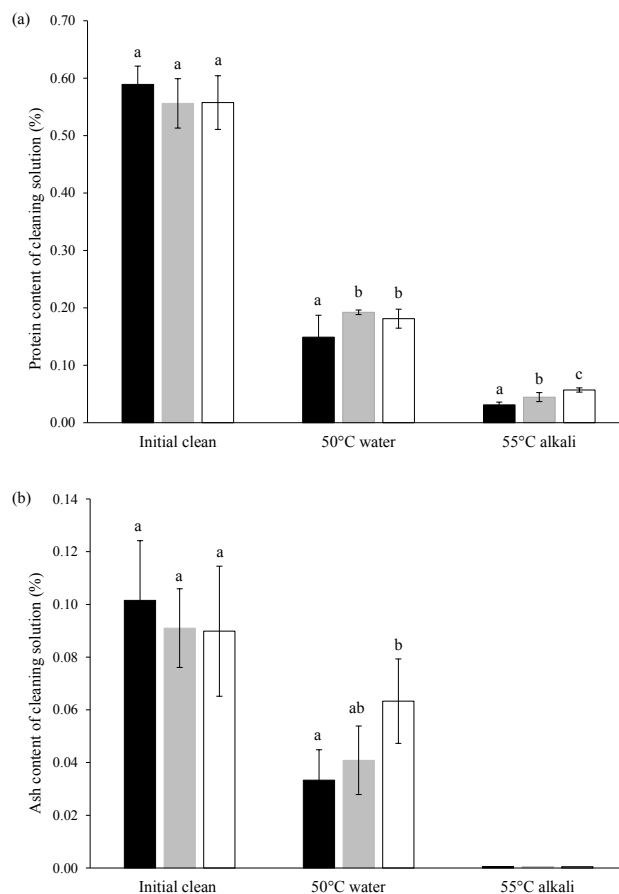 (a)
Protein content of cleaning solution (%)
0.70
0.60
0.50
0.40
0.30
0.20
0.10
0.00
a a a
a b b
a b c
Initial clean 50°C water 55°C alkali
(b)
Ash content of cleaning solution (%)
0.14
0.12
0.10
0.08
0.06
0.04
0.02
0.00
a a a
a ab b
Initial clean 50°C water 55°C alkali